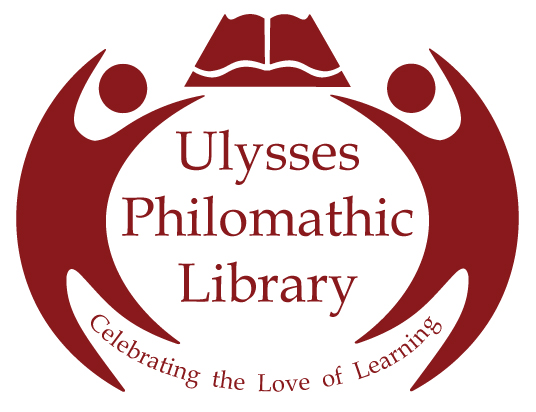 Ulysses
Philomathic
Library
Celebrating the Love of Learning